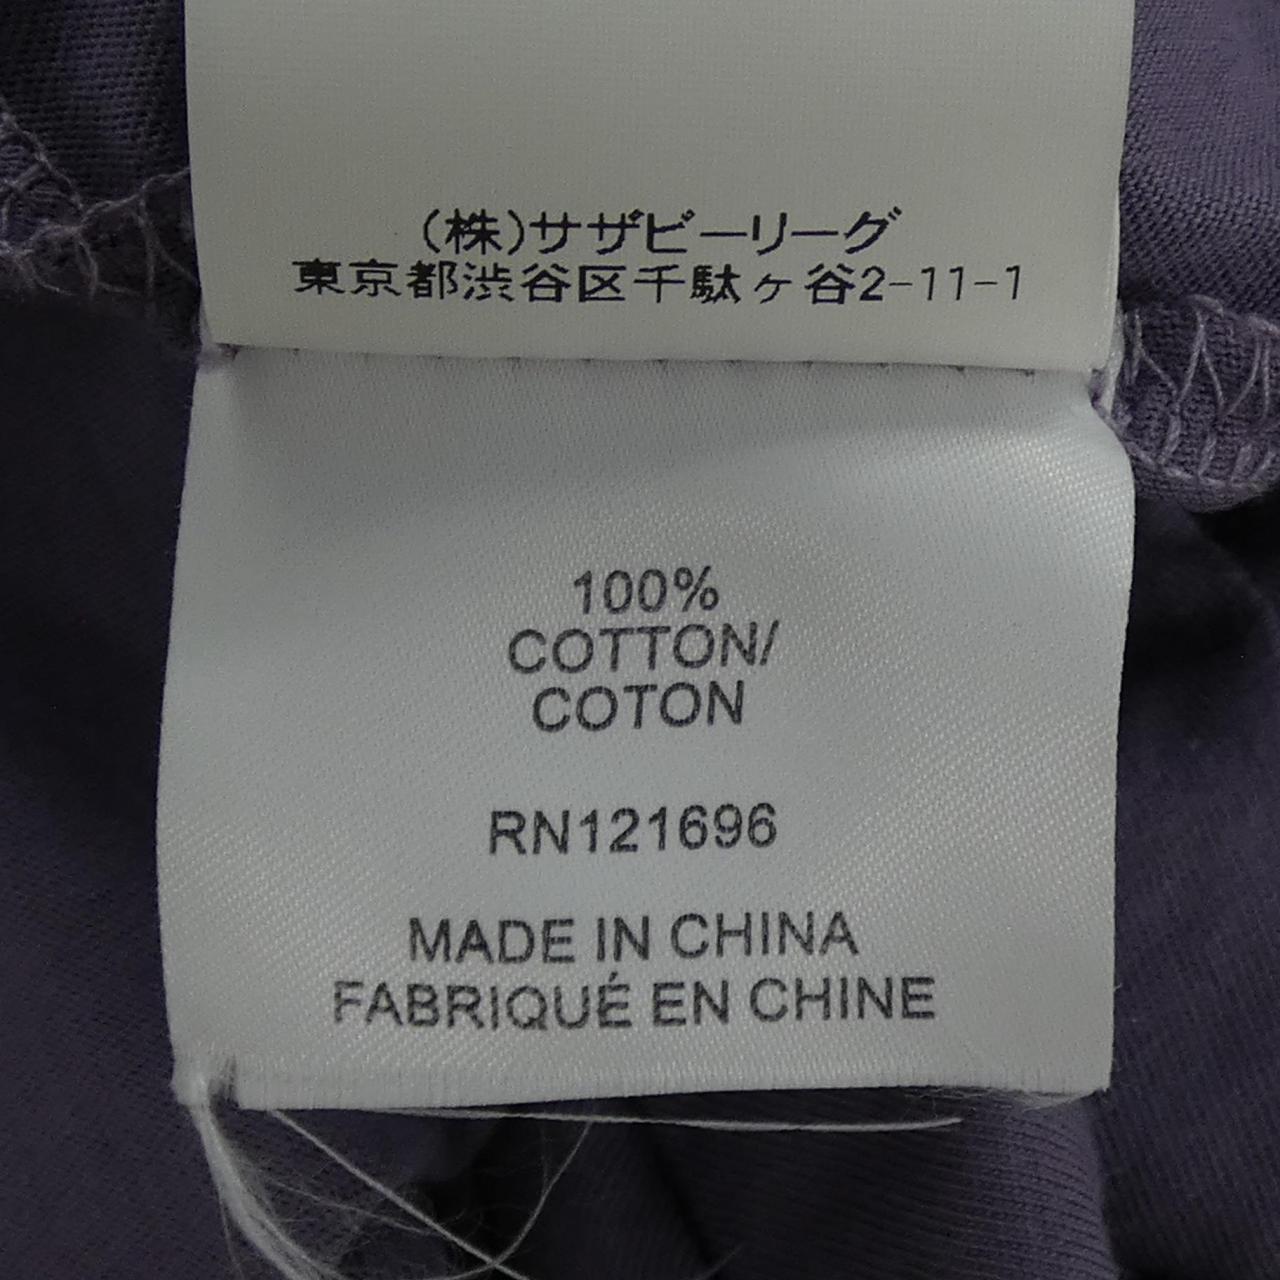 (株)サザビーリーグ
東京都渋谷区千駄ヶ谷2-11-1
100%
COTTON/
COTON
RN121696
MADE IN CHINA
FABRIQUÉ EN CHINE